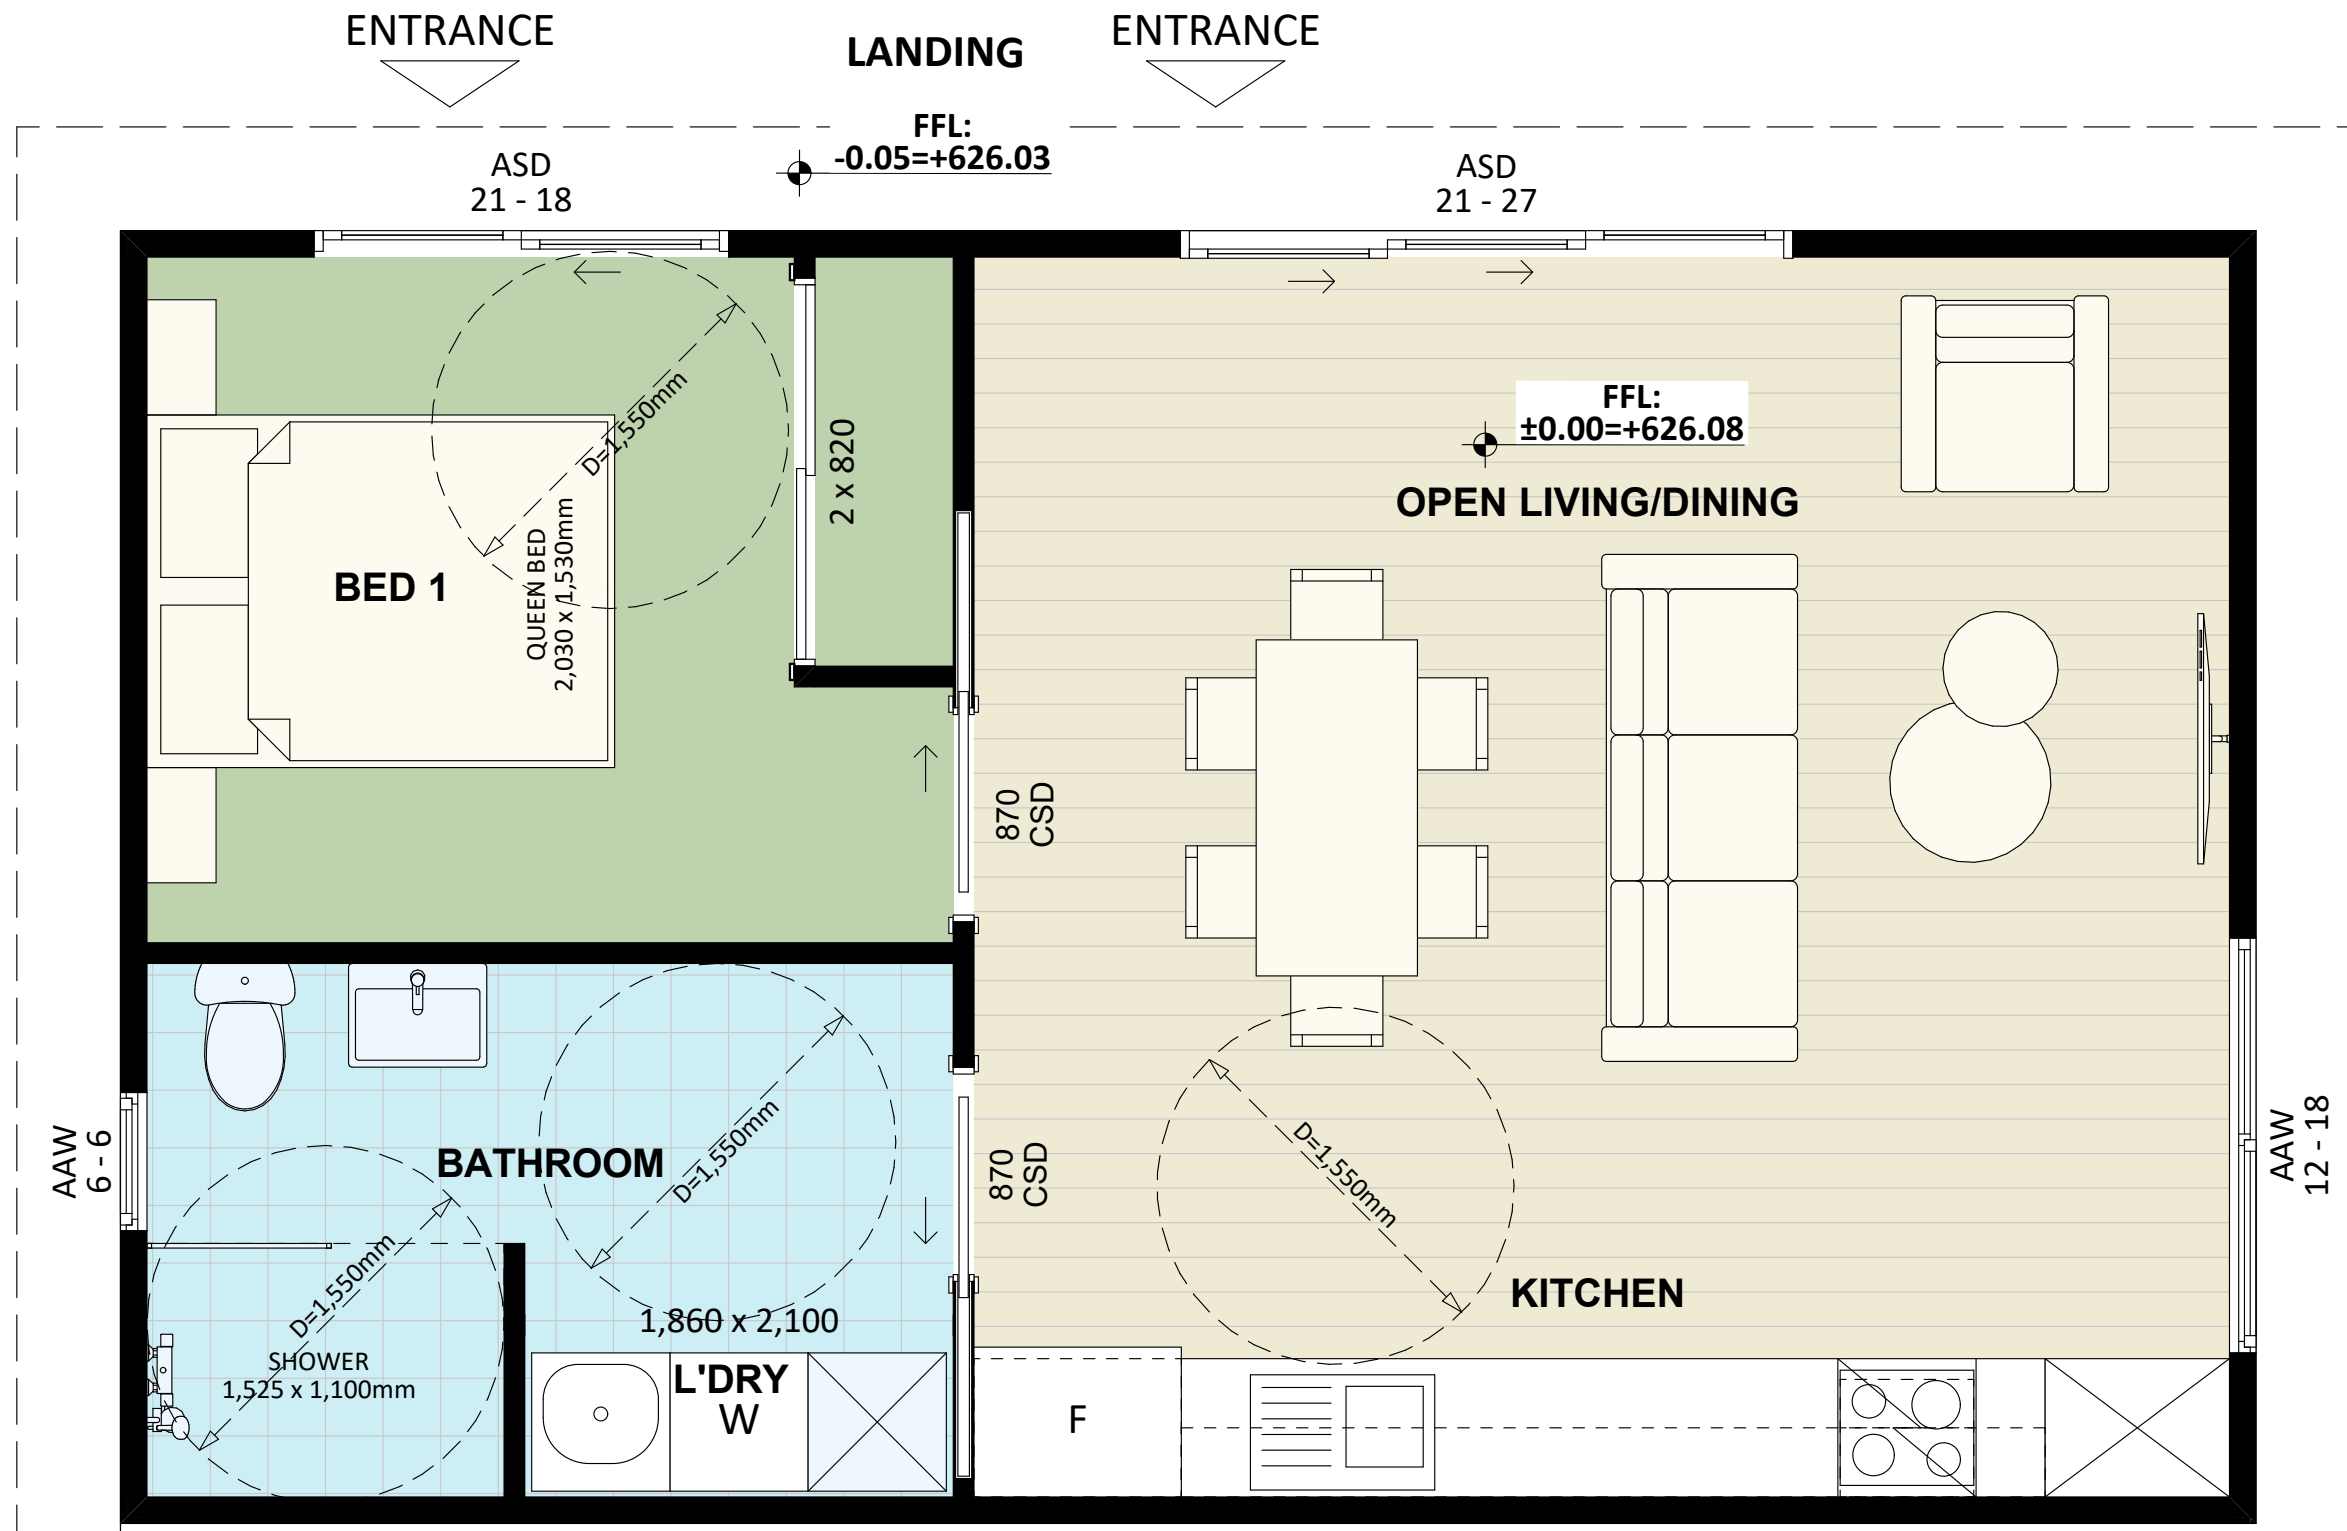 ENTRANCE
LANDING
ENTRANCE
FFL:
-0.05=+626.03
ASD
21 - 18
ASD
21 - 27
D=1,550mm
2 x 820
FFL:
±0.00=+626.08
OPEN LIVING/DINING
BED 1
QUEEN BED
2,030 x 1,530mm
870
CSD
AAW
6 - 6
BATHROOM
D=1,550mm
870
CSD
D=1,550mm
AAW
12 - 18
D=1,550mm
KITCHEN
1,860 x 2,100
SHOWER
1,525 x 1,100mm
L'DRY
W
F